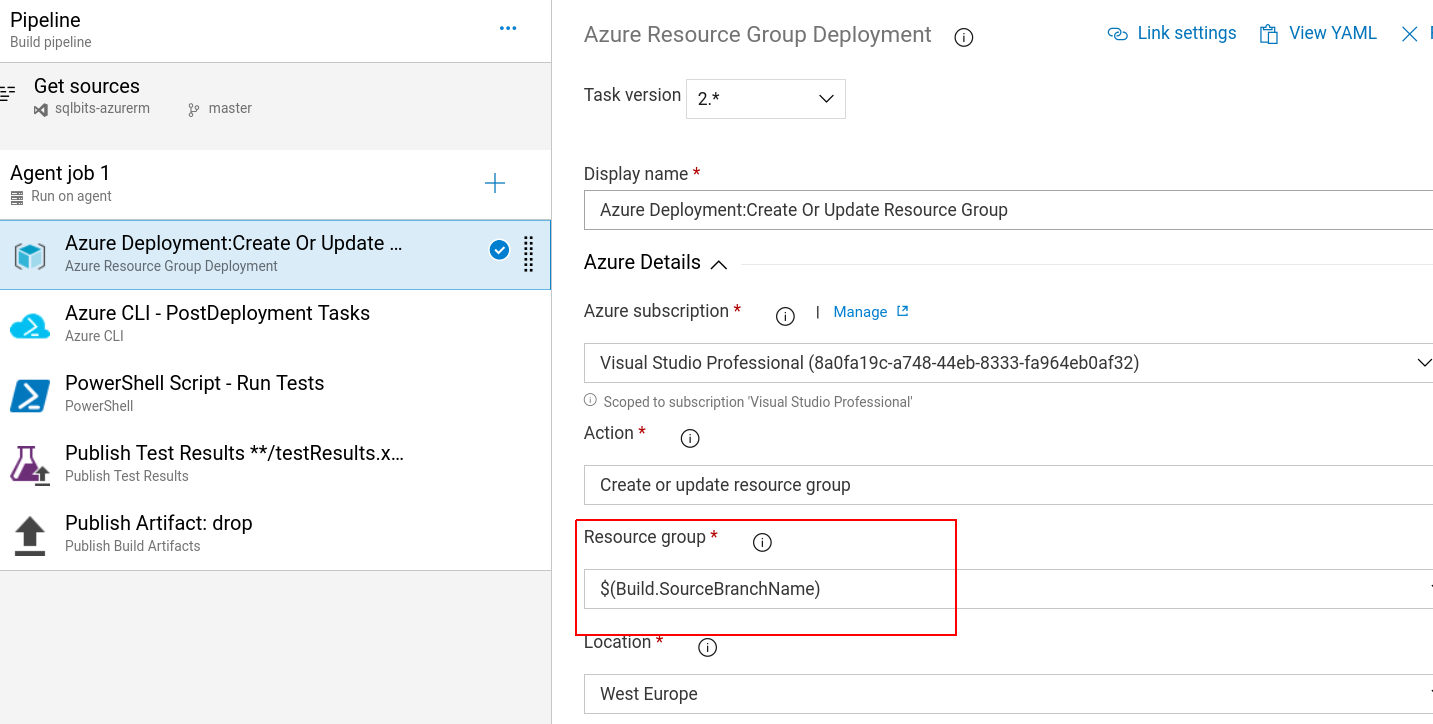 Pipeline
Build pipeline
Get sources
sqlbits-azurerm master
Agent job 1
Run on agent
Azure Deployment:Create Or Update ...
Azure Resource Group Deployment
Azure CLI - PostDeployment Tasks
Azure CLI
PowerShell Script - Run Tests
PowerShell
Publish Test Results **/testResults.x...
Publish Test Results
Publish Artifact: drop
Publish Build Artifacts
Azure Resource Group Deployment
Link settings View YAML
Task version 2.*
Display name *
Azure Deployment:Create Or Update Resource Group
Azure Details
Azure subscription * | Manage
Visual Studio Professional (8a0fa19c-a748-44eb-8333-fa964eb0af32)
Scoped to subscription 'Visual Studio Professional'
Action *
Create or update resource group
Resource group *
$(Build.SourceBranchName)
Location *
West Europe